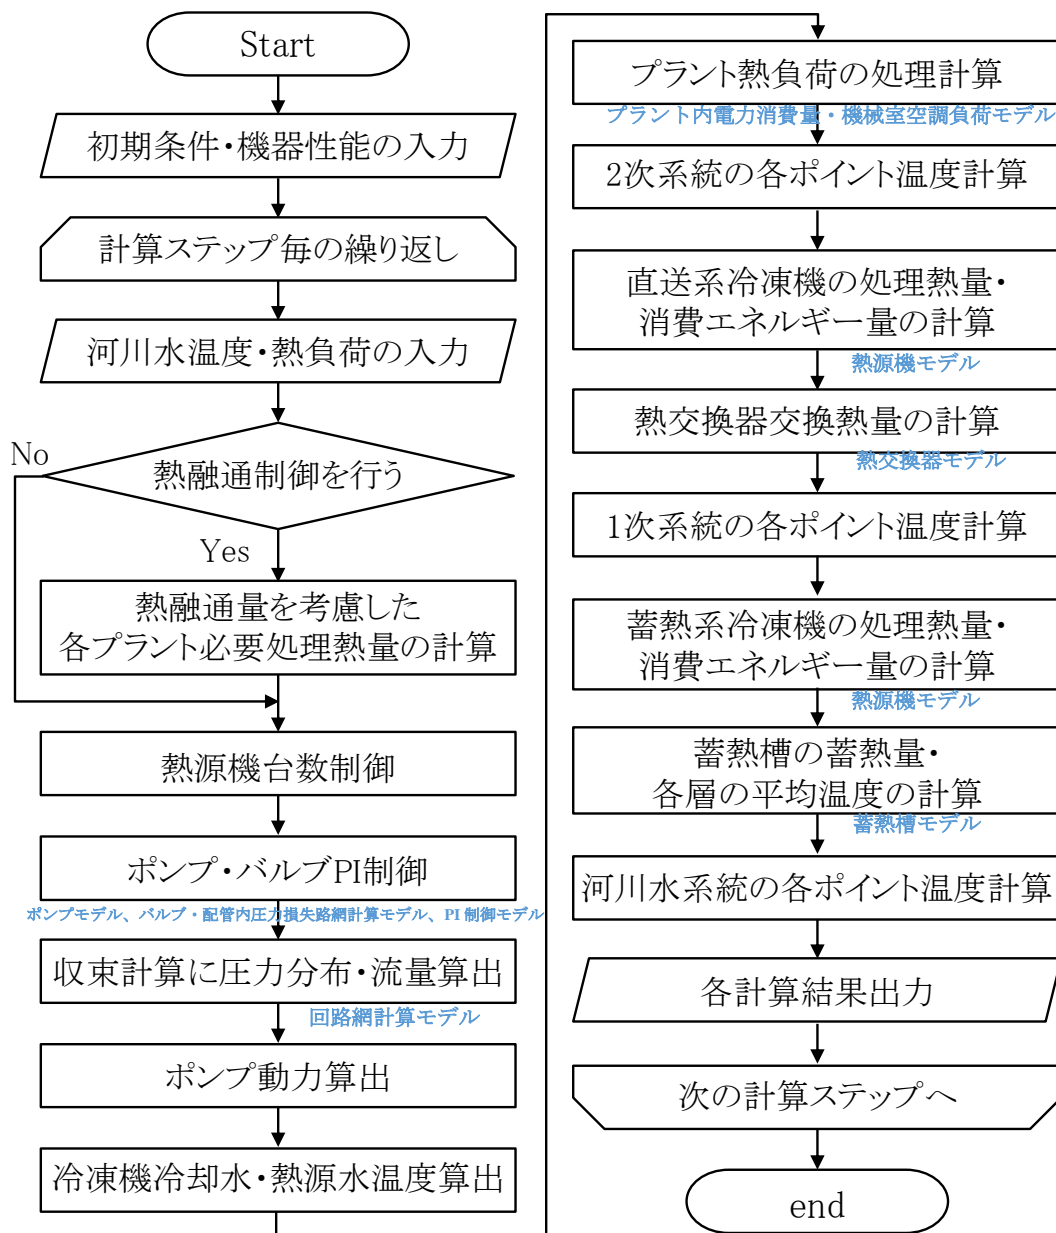 Start
初期条件・機器性能の入力
計算ステップ毎の繰り返し
河川水温度・熱負荷の入力
No
熱融通制御を行う
Yes
熱融通量を考慮した
各プラント必要処理熱量の計算
熱源機台数制御
ポンプ・バルブPI制御
ポンプモデル、バルブ・配管内圧力損失路網計算モデル、PI 制御モデル
収束計算に圧力分布・流量算出
回路網計算モデル
ポンプ動力算出
冷凍機冷却水・熱源水温度算出
プラント熱負荷の処理計算
プラント内電力消費量・機械室空調負荷モデル
2次系統の各ポイント温度計算
直送系冷凍機の処理熱量・
消費エネルギー量の計算
熱源機モデル
熱交換器交換熱量の計算
熱交換器モデル
1次系統の各ポイント温度計算
蓄熱系冷凍機の処理熱量・
消費エネルギー量の計算
熱源機モデル
蓄熱槽の蓄熱量・
各層の平均温度の計算
蓄熱槽モデル
河川水系統の各ポイント温度計算
各計算結果出力
次の計算ステップへ
end